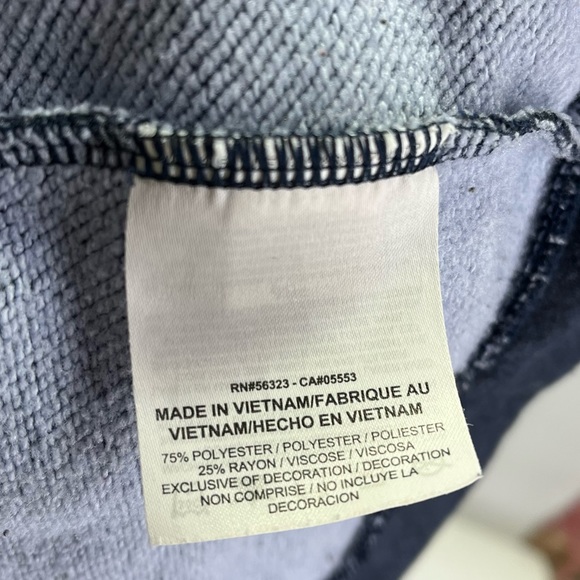 RN#56323 - CA#05553
MADE IN VIETNAM/FABRIQUE AU
VIETNAM/HECHO EN VIETNAM
75% POLYESTER / POLYESTER / POLIESTER
25% RAYON / VISCOSE / VISCOSA
EXCLUSIVE OF DECORATION / DECORATION
NON COMPRISE / NO INCLUYE LA
DECORACION